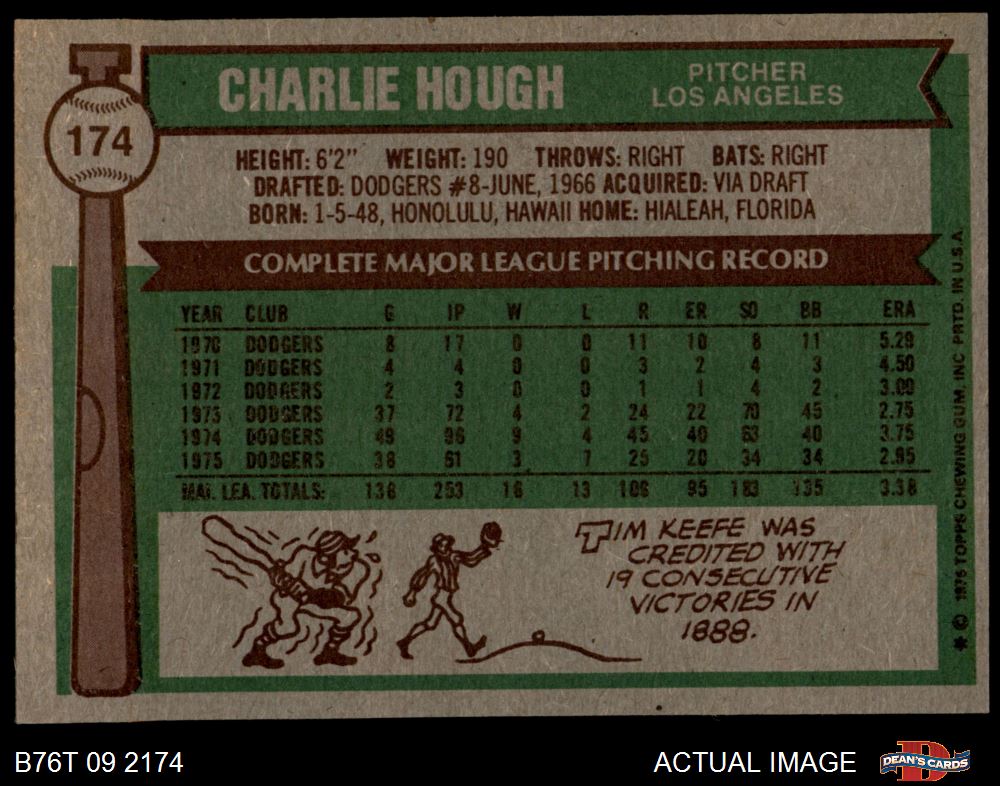 174
CHARLIE HOUGH
PITCHER
LOS ANGELES
HEIGHT: 6'2" WEIGHT: 190 THROWS: RIGHT BATS: RIGHT
DRAFTED: DODGERS #8-JUNE, 1966 ACQUIRED: VIA DRAFT
BORN: 1-5-48, HONOLULU, HAWAII HOME: HIALEAH, FLORIDA
COMPLETE MAJOR LEAGUE PITCHING RECORD
YEAR CLUB G IP W L R ER SO BB ERA
1970 DODGERS 8 17 0 0 11 10 8 11 5.29
1971 DODGERS 4 4 0 0 3 2 4 3 4.50
1972 DODGERS 2 3 0 0 1 1 4 2 3.00
1973 DODGERS 37 72 4 2 24 22 70 45 2.75
1974 DODGERS 49 96 9 4 45 40 63 40 3.75
1975 DODGERS 38 61 3 7 25 20 34 34 2.95
MAJ. LEA. TOTALS: 138 253 16 13 109 95 183 135 3.38
TIM KEEFE WAS
CREDITED WITH
19 CONSECUTIVE
VICTORIES IN
1888.
* © 1976 TOPPS CHEWING GUM, INC. PRTD. IN U.S.A.
B76T 09 2174
ACTUAL IMAGE
DEAN'S CARDS